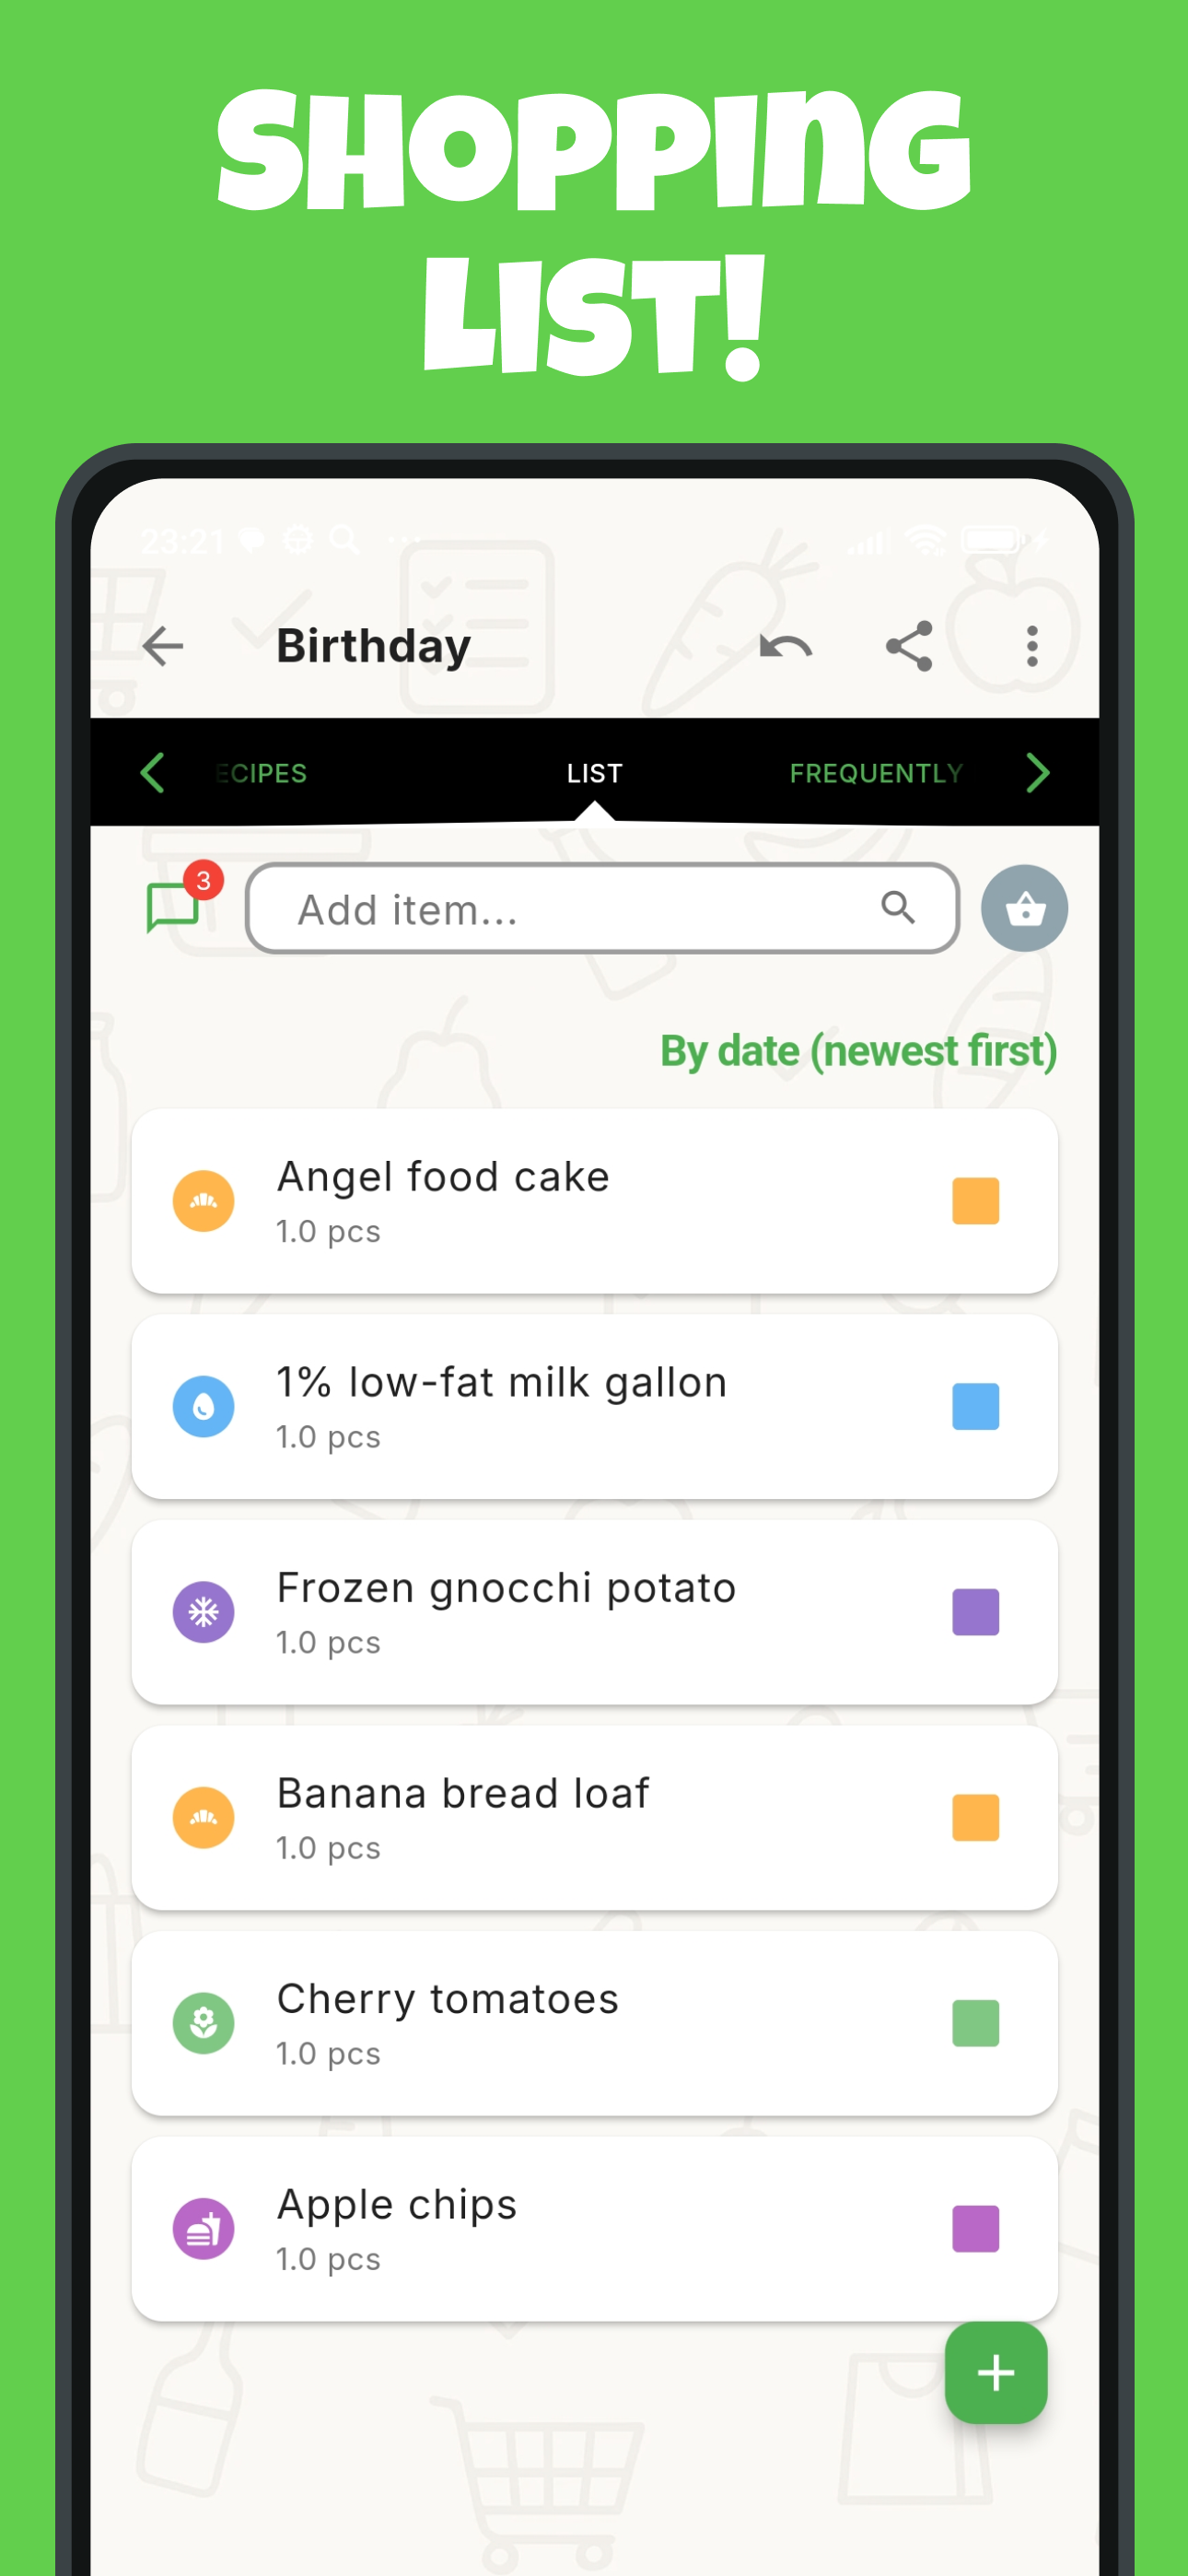 SHOPPING
LIST!
23:21
Birthday
ECIPES LIST FREQUENTLY
3
Add item...
By date (newest first)
Angel food cake
1.0 pcs
1% low-fat milk gallon
1.0 pcs
Frozen gnocchi potato
1.0 pcs
Banana bread loaf
1.0 pcs
Cherry tomatoes
1.0 pcs
Apple chips
1.0 pcs